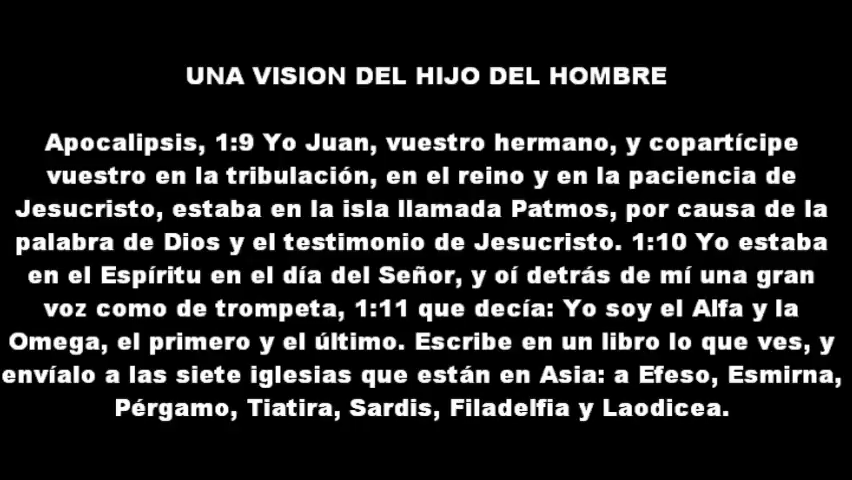 UNA VISION DEL HIJO DEL HOMBRE
Apocalipsis, 1:9 Yo Juan, vuestro hermano, y copartícipe
vuestro en la tribulación, en el reino y en la paciencia de
Jesucristo, estaba en la isla llamada Patmos, por causa de la
palabra de Dios y el testimonio de Jesucristo. 1:10 Yo estaba
en el Espíritu en el día del Señor, y oí detrás de mí una gran
voz como de trompeta, 1:11 que decía: Yo soy el Alfa y la
Omega, el primero y el último. Escribe en un libro lo que ves, y
envíalo a las siete iglesias que están en Asia: a Efeso, Esmirna,
Pérgamo, Tiatira, Sardis, Filadelfia y Laodicea.